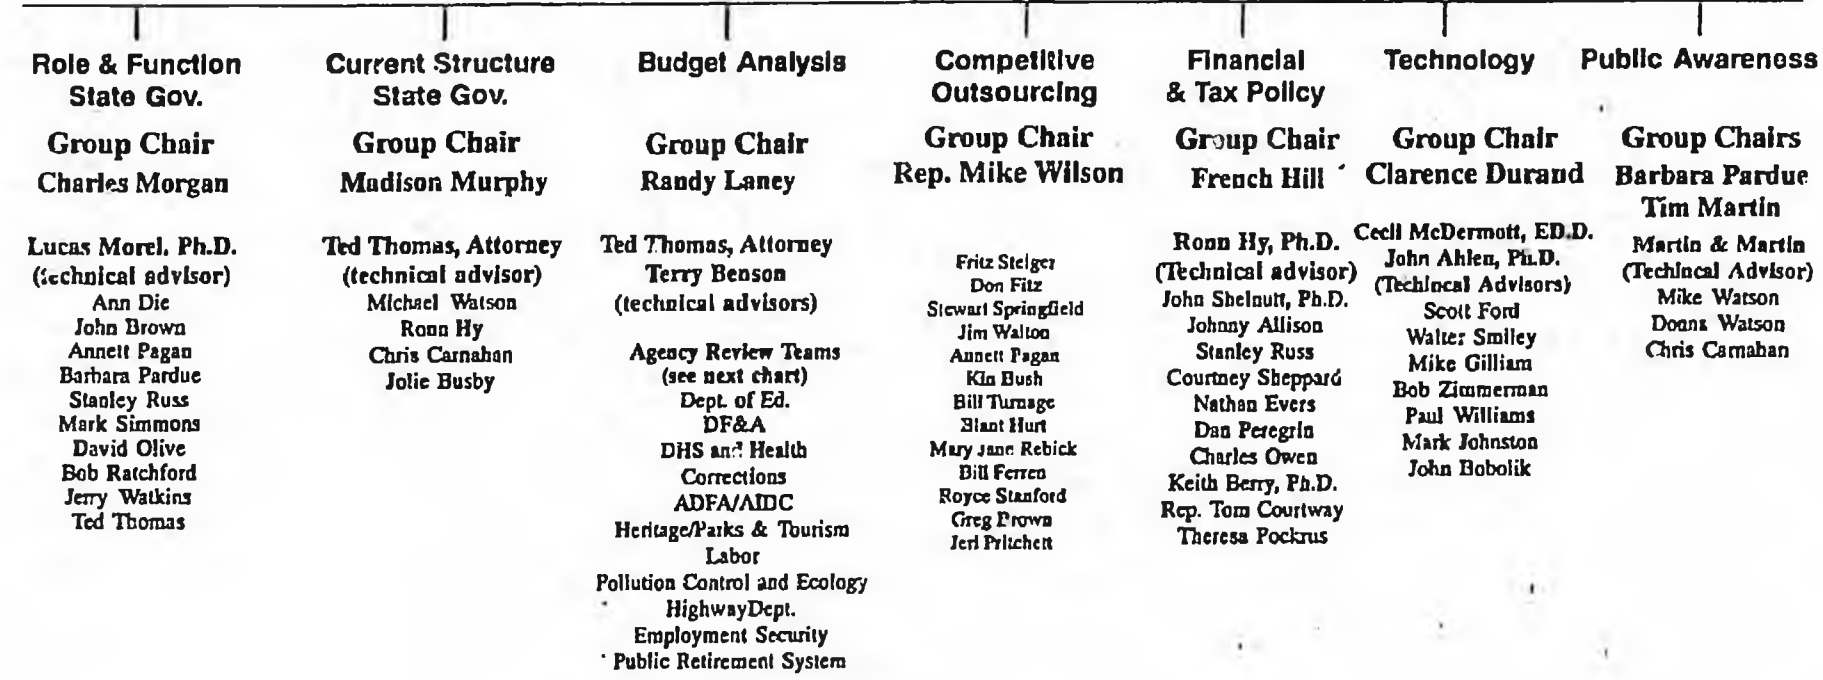 Role & Function
State Gov.
Group Chair
Charles Morgan
Lucas Morel, Ph.D.
(technical advisor)
Ann Die
John Brown
Annett Pagan
Barbara Pardue
Stanley Russ
Mark Simmons
David Olive
Bob Ratchford
Jerry Watkins
Ted Thomas
Current Structure
State Gov.
Group Chair
Madison Murphy
Ted Thomas, Attorney
(technical advisor)
Michael Watson
Ronn Hy
Chris Carnahan
Jolie Busby
Budget Analysis
Group Chair
Randy Laney
Ted Thomas, Attorney
Terry Benson
(technical advisors)
Agency Review Teams
(see next chart)
Dept. of Ed.
DF&A
DHS and Health
Corrections
ADFA/AIDC
Heritage/Parks & Tourism
Labor
Pollution Control and Ecology
HighwayDept.
Employment Security
Public Retirement System
Competitive
Outsourcing
Group Chair
Rep. Mike Wilson
Fritz Steiger
Don Fitz
Stewart Springfield
Jim Walton
Annett Pagan
Kin Bush
Bill Turnage
Blant Hurt
Mary Jane Rebick
Bill Ferren
Royce Stanford
Greg Brown
Jerl Pritchett
Financial
& Tax Policy
Group Chair
French Hill
Ronn Hy, Ph.D.
(Technical advisor)
John Shelnutt, Ph.D.
Johnny Allison
Stanley Russ
Courtney Sheppard
Nathan Evers
Dan Peregrin
Charles Owen
Keith Berry, Ph.D.
Rep. Tom Courtway
Theresa Pockrus
Technology
Group Chair
Clarence Durand
Cecil McDermott, ED.D.
John Ahlen, Ph.D.
(Techincal Advisors)
Scott Ford
Walter Smiley
Mike Gilliam
Bob Zimmerman
Paul Williams
Mark Johnston
John Bobolik
Public Awareness
Group Chairs
Barbara Pardue
Tim Martin
Martin & Martin
(Techincal Advisor)
Mike Watson
Donna Watson
Chris Carnahan